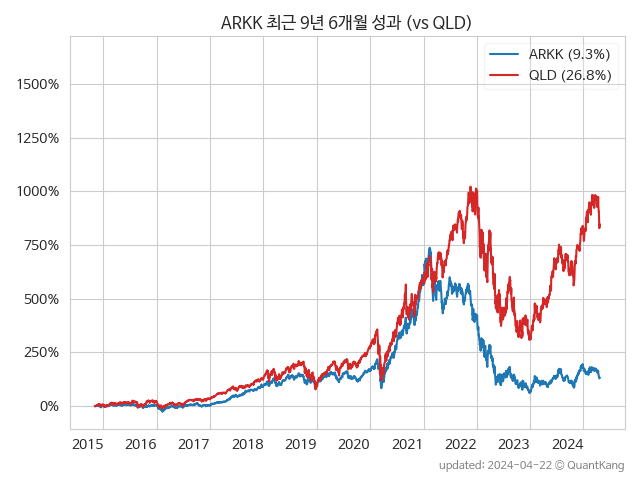 ARKK 최근 9년 6개월 성과 (vs QLD)
ARKK (9.3%)
QLD (26.8%)
1500%
1250%
1000%
750%
500%
250%
0%
2015 2016 2017 2018 2019 2020 2021 2022 2023 2024
updated: 2024-04-22 © QuantKang